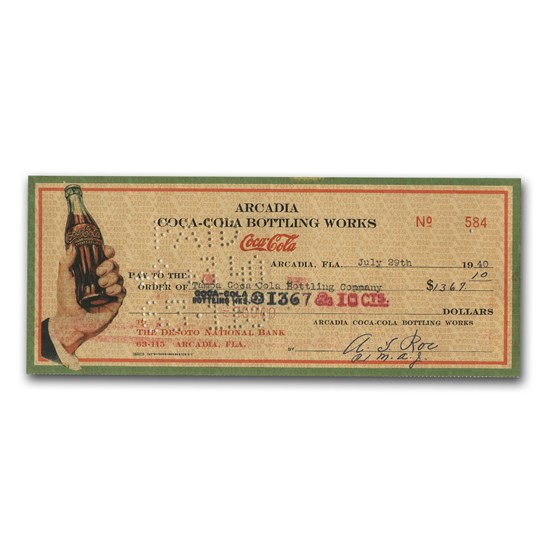 ARCADIA
COCA-COLA BOTTLING WORKS
Nº 584
Coca-Cola
ARCADIA, FLA. July 29th 1940
PAY TO THE
ORDER OF Tampa Coca Cola Bottling Company $1367.10
COCA-COLA
BOTTLING WKS. $1367 & 10 CTS.
DOLLARS
ARCADIA COCA-COLA BOTTLING WORKS
THE DESOTO NATIONAL BANK
63-115 ARCADIA, FLA.
BY A. T. Roe